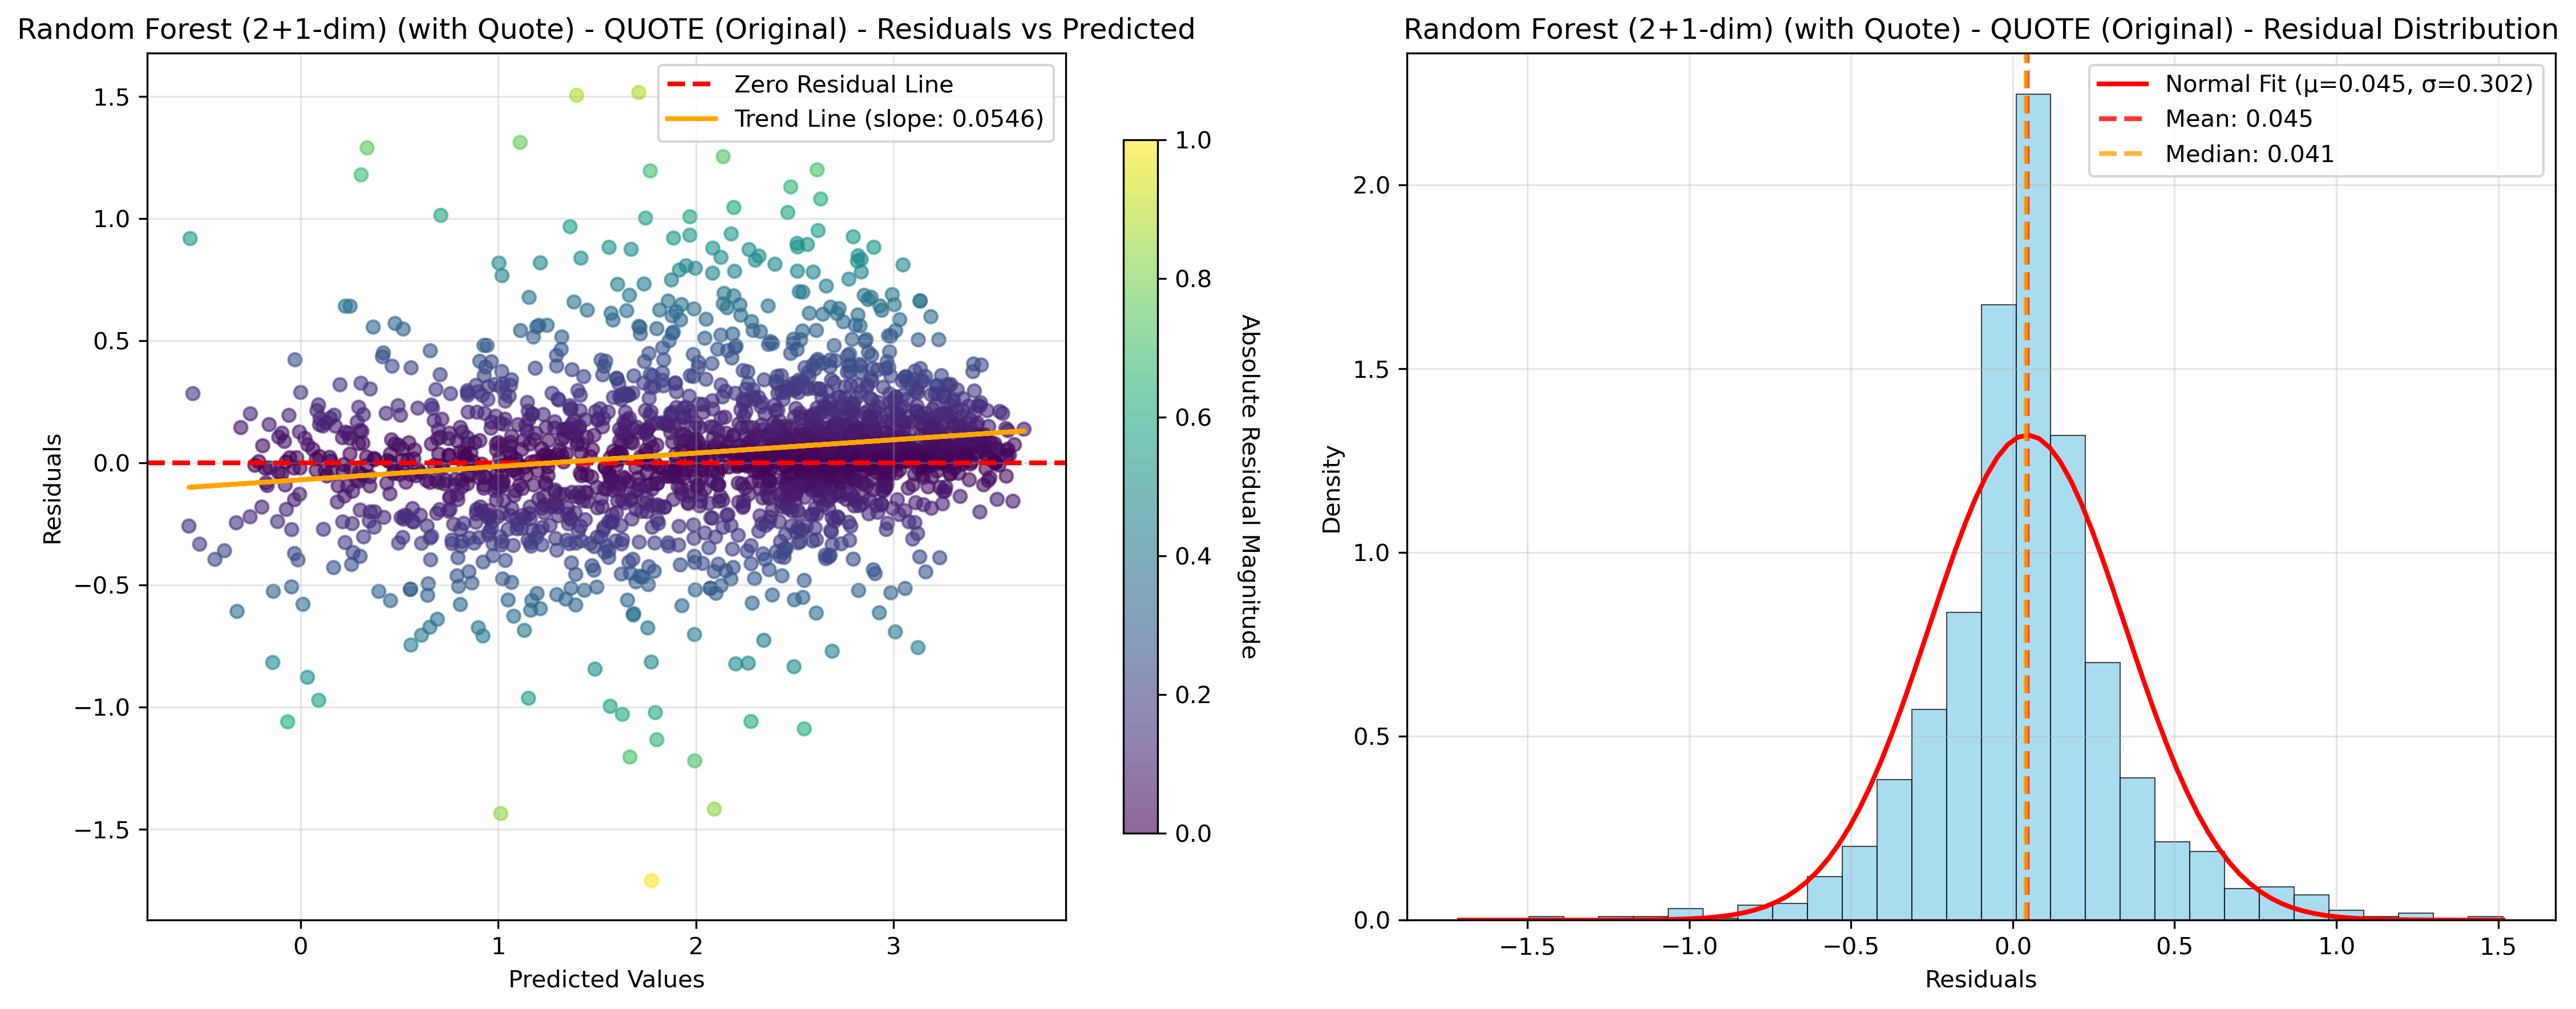 Random Forest (2+1-dim) (with Quote) - QUOTE (Original) - Residuals vs Predicted
Zero Residual Line
Trend Line (slope: 0.0546)
1.5
1.0
0.5
0.0
−0.5
−1.0
−1.5
Residuals
0
1
2
3
Predicted Values
1.0
0.8
0.6
0.4
0.2
0.0
Absolute Residual Magnitude
Random Forest (2+1-dim) (with Quote) - QUOTE (Original) - Residual Distribution
Normal Fit (μ=0.045, σ=0.302)
Mean: 0.045
Median: 0.041
2.0
1.5
1.0
0.5
0.0
Density
−1.5
−1.0
−0.5
0.0
0.5
1.0
1.5
Residuals